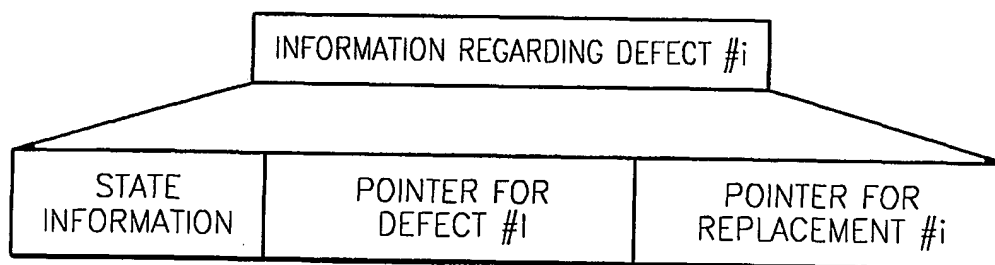 INFORMATION REGARDING DEFECT #i
STATE
INFORMATION
POINTER FOR
DEFECT #I
POINTER FOR
REPLACEMENT #i